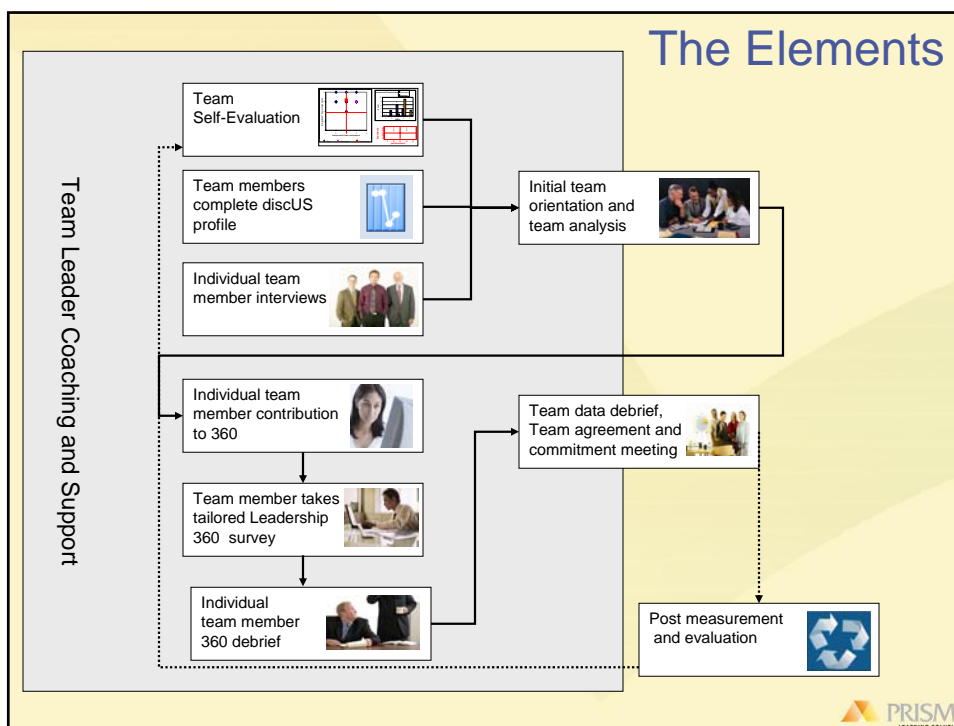 The Elements
Team
Self-Evaluation
Team members
complete discUS
profile
Individual team
member interviews
Initial team
orientation and
team analysis
Team Leader Coaching and Support
Individual team
member contribution
to 360
Team member takes
tailored Leadership
360 survey
Individual
team member
360 debrief
Team data debrief,
Team agreement and
commitment meeting
Post measurement
and evaluation
PRISM